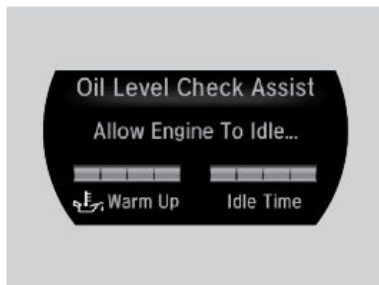 Oil Level Check Assist
Allow Engine To Idle...
Warm Up Idle Time